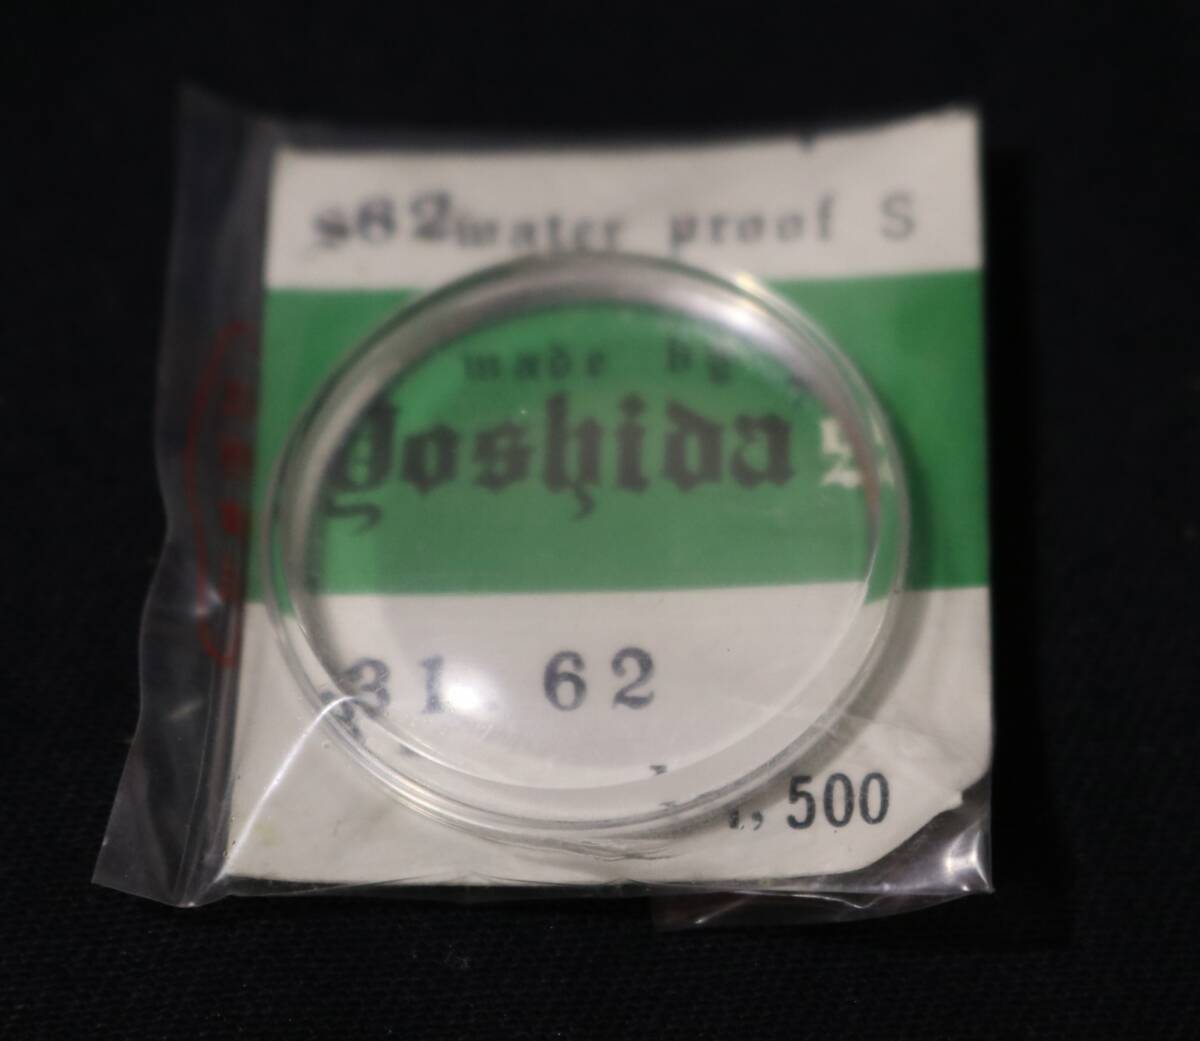 s62 water proof S
made by
Yoshida S
31. 62
, 500